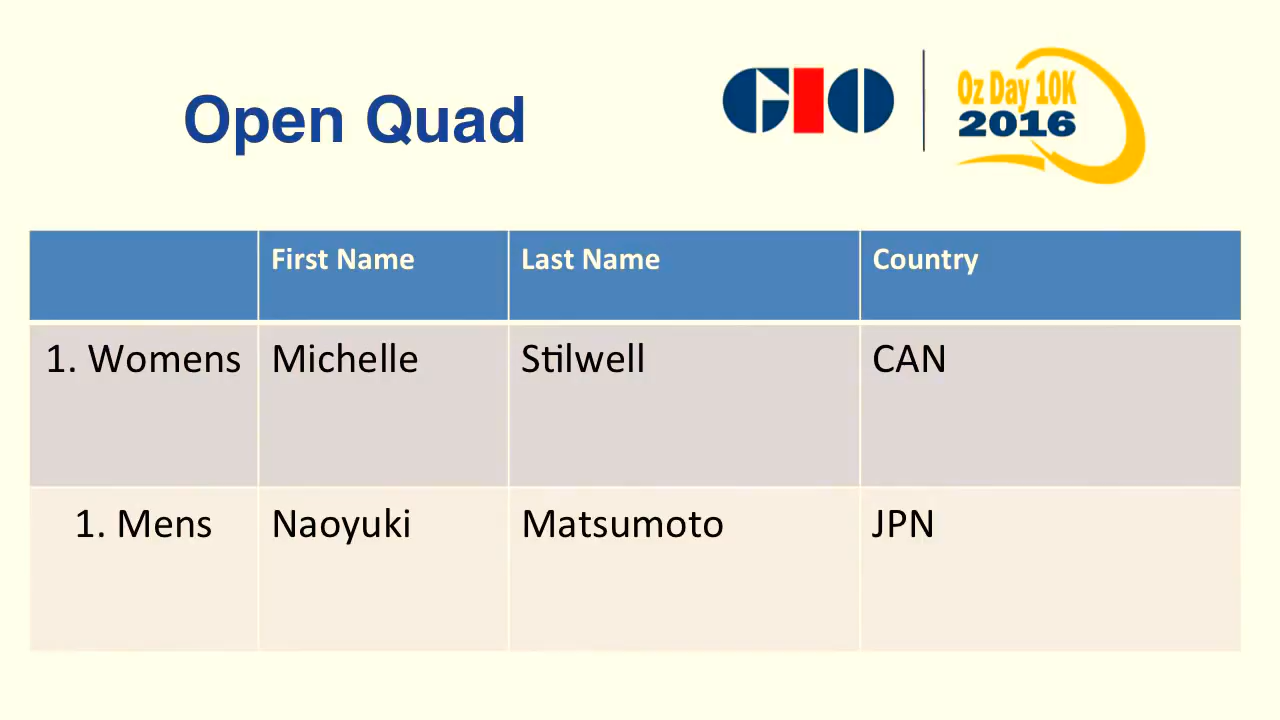 Open Quad
GIO
Oz Day 10K
2016
First Name Last Name Country
1. Womens Michelle Stilwell CAN
1. Mens Naoyuki Matsumoto JPN